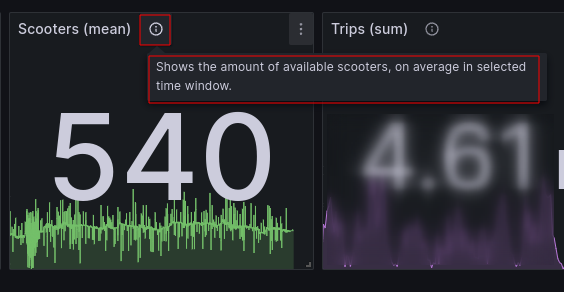 Scooters (mean)
Trips (sum)
Shows the amount of available scooters, on average in selected
time window.
540
4.61